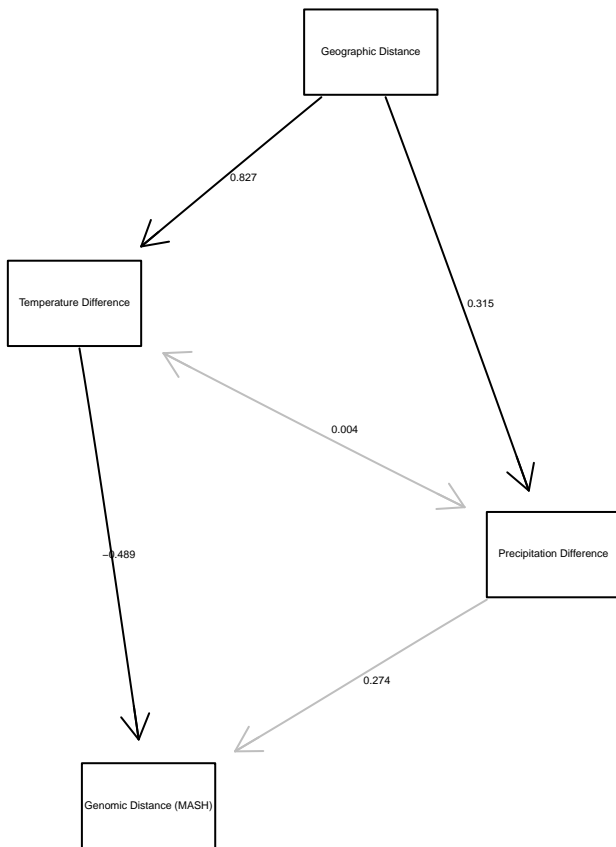 Geographic Distance
0.827
Temperature Difference
0.315
0.004
−0.489
Precipitation Difference
0.274
Genomic Distance (MASH)